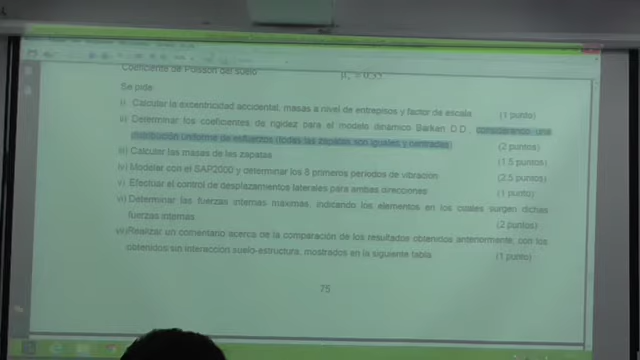 Coeficiente de Poisson del suelo μs = 0,35
Se pide:
i) Calcular la excentricidad accidental, masas a nivel de entrepisos y factor de escala (1 punto)
ii) Determinar los coeficientes de rigidez para el modelo dinámico Barkan D.D., considerando una
distribución uniforme de esfuerzos (todas las zapatas son iguales y centradas) (2 puntos)
iii) Calcular las masas de las zapatas (1,5 puntos)
iv) Modelar con el SAP2000 y determinar los 8 primeros periodos de vibración (2,5 puntos)
v) Efectuar el control de desplazamientos laterales para ambas direcciones (1 punto)
vi) Determinar las fuerzas internas máximas, indicando los elementos en los cuales surgen dichas
fuerzas internas (2 puntos)
vii) Realizar un comentario acerca de la comparación de los resultados obtenidos anteriormente, con los
obtenidos sin interacción suelo-estructura, mostrados en la siguiente tabla (1 punto)
75